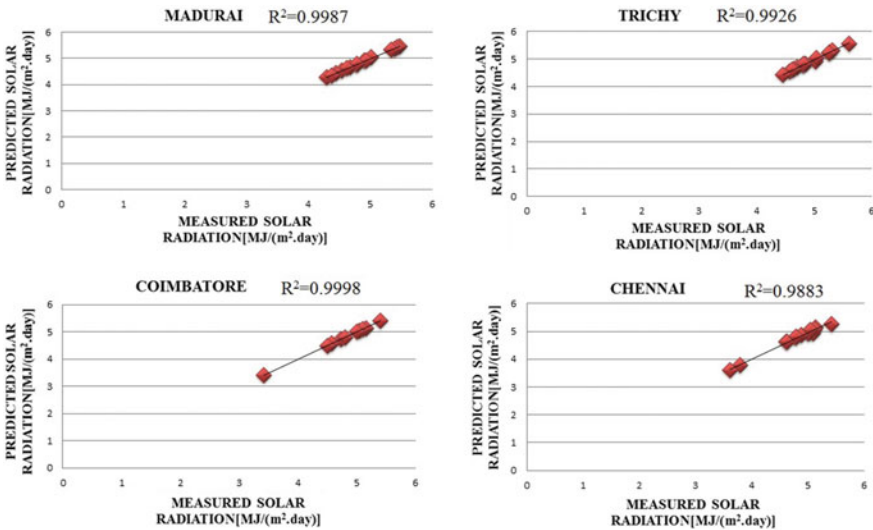 MADURAI R²=0.9987
6
5
4
3
2
1
0
PREDICTED SOLAR
RADIATION[MJ/(m².day)]
0 1 2 3 4 5 6
MEASURED SOLAR
RADIATION[MJ/(m².day)]
TRICHY R²=0.9926
6
5
4
3
2
1
0
PREDICTED SOLAR
RADIATION[MJ/(m².day)]
0 1 2 3 4 5 6
MEASURED SOLAR
RADIATION[MJ/(m².day)]
COIMBATORE R²=0.9998
6
5
4
3
2
1
0
PREDICTED SOLAR
RADIATION[MJ/(m².day)]
0 1 2 3 4 5 6
MEASURED SOLAR
RADIATION[MJ/(m².day)]
CHENNAI R²=0.9883
6
5
4
3
2
1
0
PREDICTED SOLAR
RADIATION[MJ/(m².day)]
0 1 2 3 4 5 6
MEASURED SOLAR
RADIATION[MJ/(m².day)]